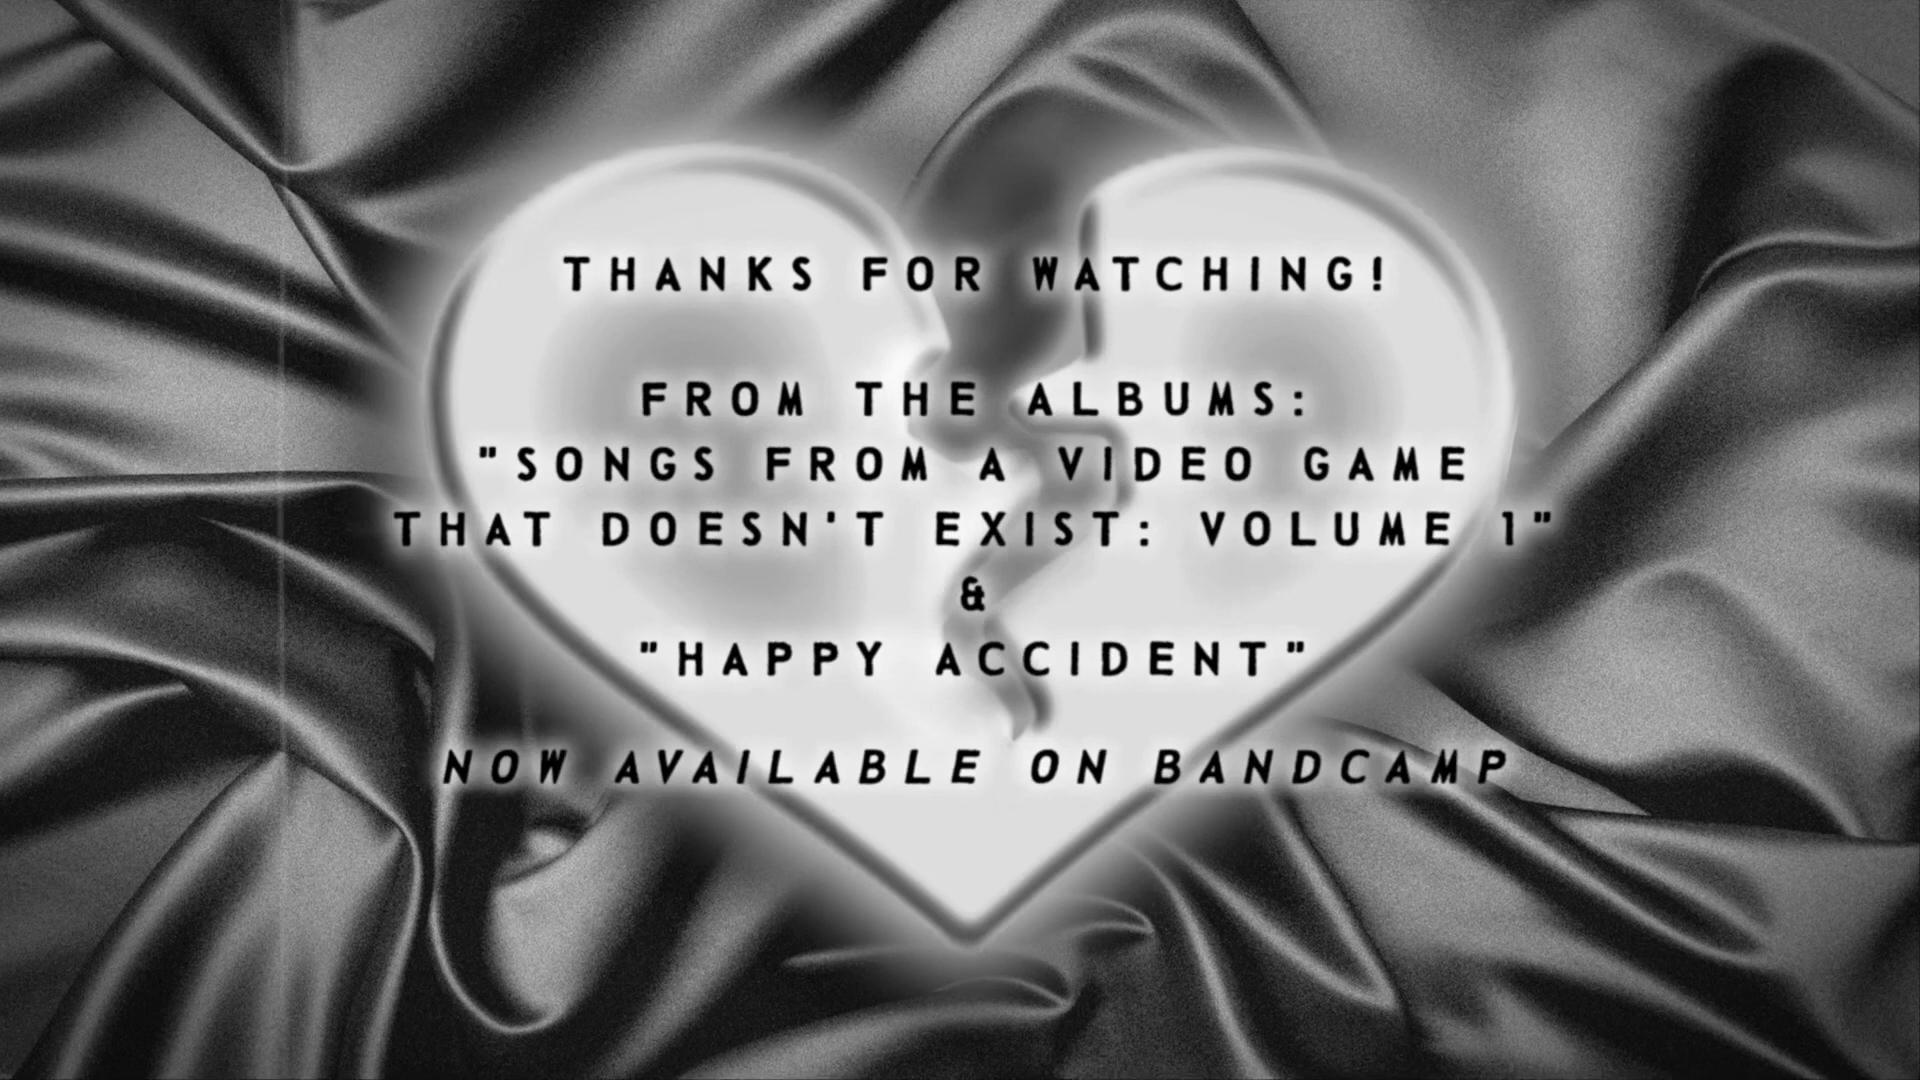 THANKS FOR WATCHING!
FROM THE ALBUMS:
"SONGS FROM A VIDEO GAME
THAT DOESN'T EXIST: VOLUME 1"
&
"HAPPY ACCIDENT"
NOW AVAILABLE ON BANDCAMP